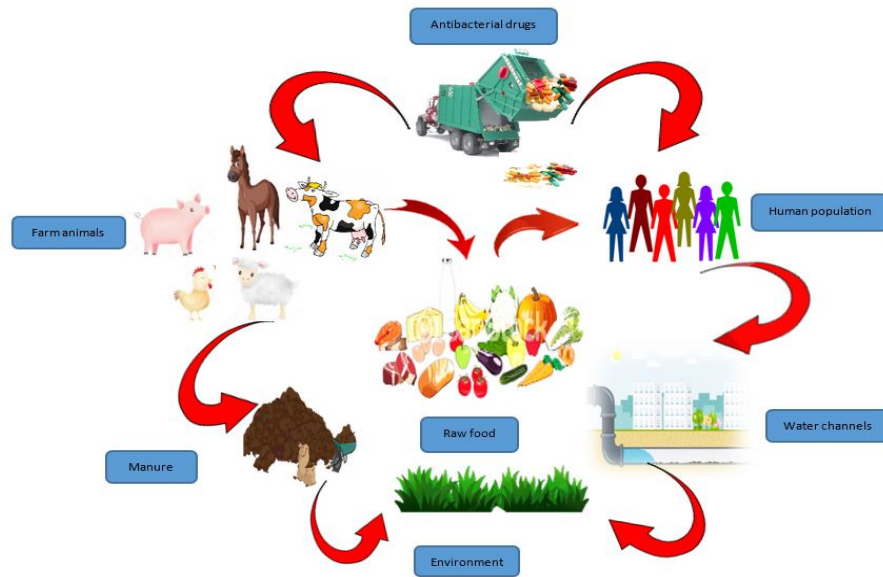 Antibacterial drugs
Farm animals
Human population
Raw food
Water channels
Manure
Environment